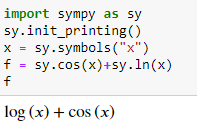 import sympy as sy
sy.init_printing()
x = sy.symbols("x")
f = sy.cos(x)+sy.ln(x)
f
log (x) + cos (x)